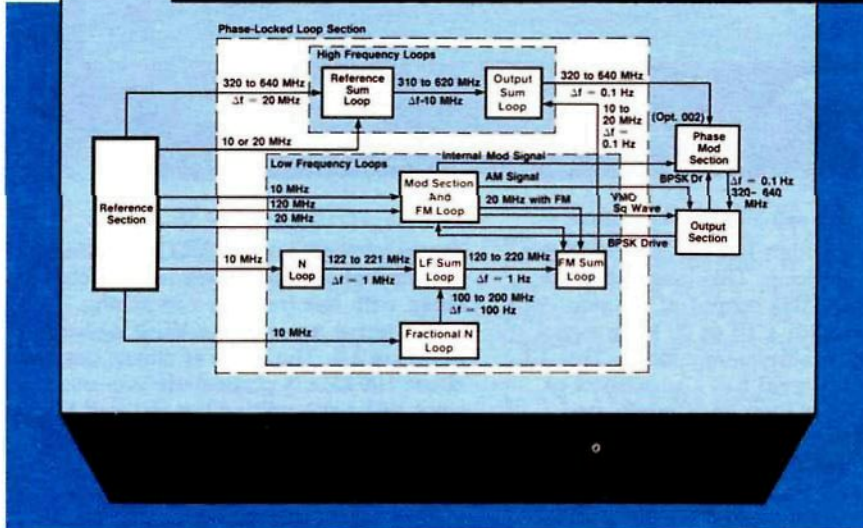 Phase-Locked Loop Section
High Frequency Loops
320 to 640 MHz
Δf = 20 MHz
Reference
Sum
Loop
310 to 620 MHz
Δf-10 MHz
Output
Sum
Loop
320 to 640 MHz
Δf = 0.1 Hz
10 to
20 MHz
Δf =
0.1 Hz
(Opt. 002)
Phase
Mod
Section
10 or 20 MHz
Reference
Section
Low Frequency Loops
Internal Mod Signal
10 MHz
120 MHz
20 MHz
Mod Section
And
FM Loop
AM Signal
20 MHz with FM
VMO
Sq Wave
BPSK Dr
Δf = 0.1 Hz
320- 640
MHz
Output
Section
BPSK Drive
10 MHz
N
Loop
122 to 221 MHz
Δf = 1 MHz
LF Sum
Loop
120 to 220 MHz
Δf = 1 Hz
FM Sum
Loop
100 to 200 MHz
Δf = 100 Hz
10 MHz
Fractional N
Loop